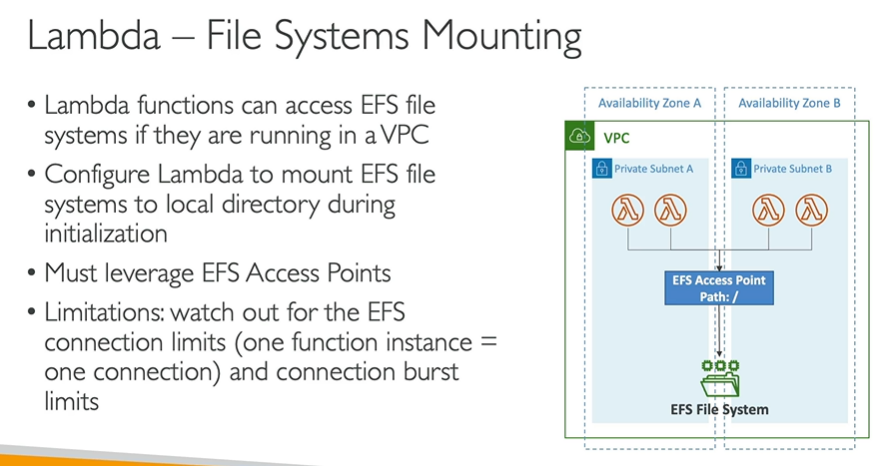 Lambda – File Systems Mounting
• Lambda functions can access EFS file
systems if they are running in a VPC
• Configure Lambda to mount EFS file
systems to local directory during
initialization
• Must leverage EFS Access Points
• Limitations: watch out for the EFS
connection limits (one function instance =
one connection) and connection burst
limits
Availability Zone A
Availability Zone B
VPC
Private Subnet A
Private Subnet B
EFS Access Point
Path: /
EFS File System